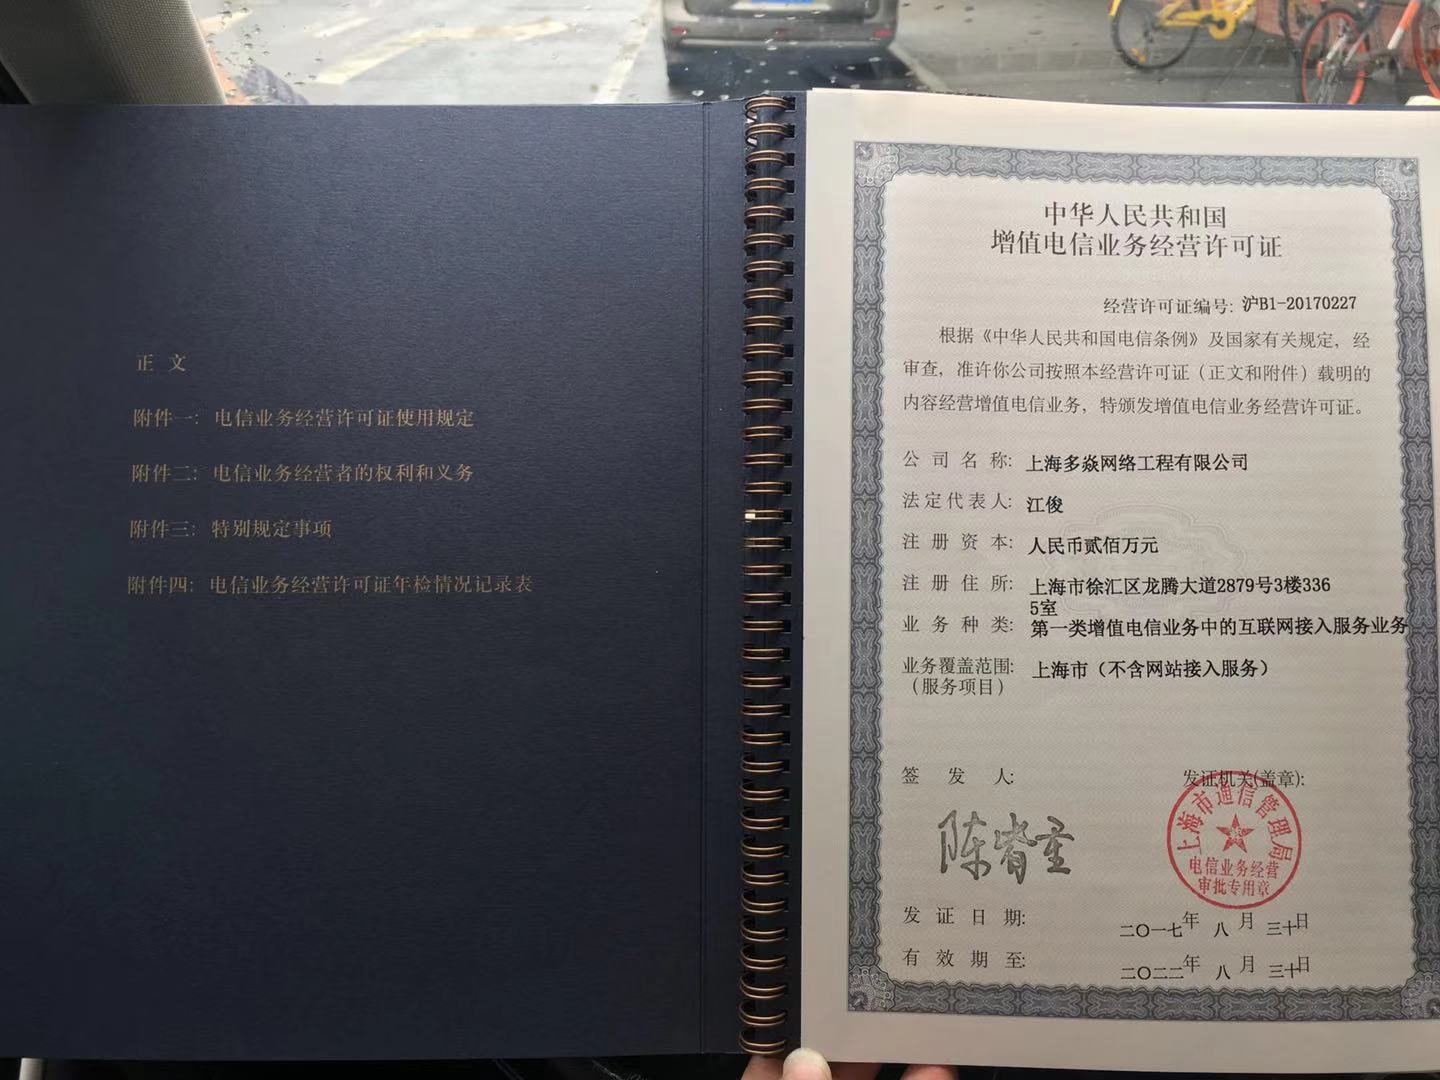 正 文
附件一：电信业务经营许可证使用规定
附件二：电信业务经营者的权利和义务
附件三：特别规定事项
附件四：电信业务经营许可证年检情况记录表
中华人民共和国
增值电信业务经营许可证
经营许可证编号: 沪B1-20170227
根据《中华人民共和国电信条例》及国家有关规定，经
审查，准许你公司按照本经营许可证（正文和附件）载明的
内容经营增值电信业务，特颁发增值电信业务经营许可证。
公司名称: 上海多焱网络工程有限公司
法定代表人: 江俊
注册资本: 人民币贰佰万元
注册住所: 上海市徐汇区龙腾大道2879号3楼336
5室
业务种类: 第一类增值电信业务中的互联网接入服务业务
业务覆盖范围: 上海市（不含网站接入服务）
（服务项目）
签发人:
发证机关(盖章):
上海市通信管理局
电信业务经营
审批专用章
发证日期: 二〇一七年 八月 三十日
有效期至: 二〇二二年 八月 三十日